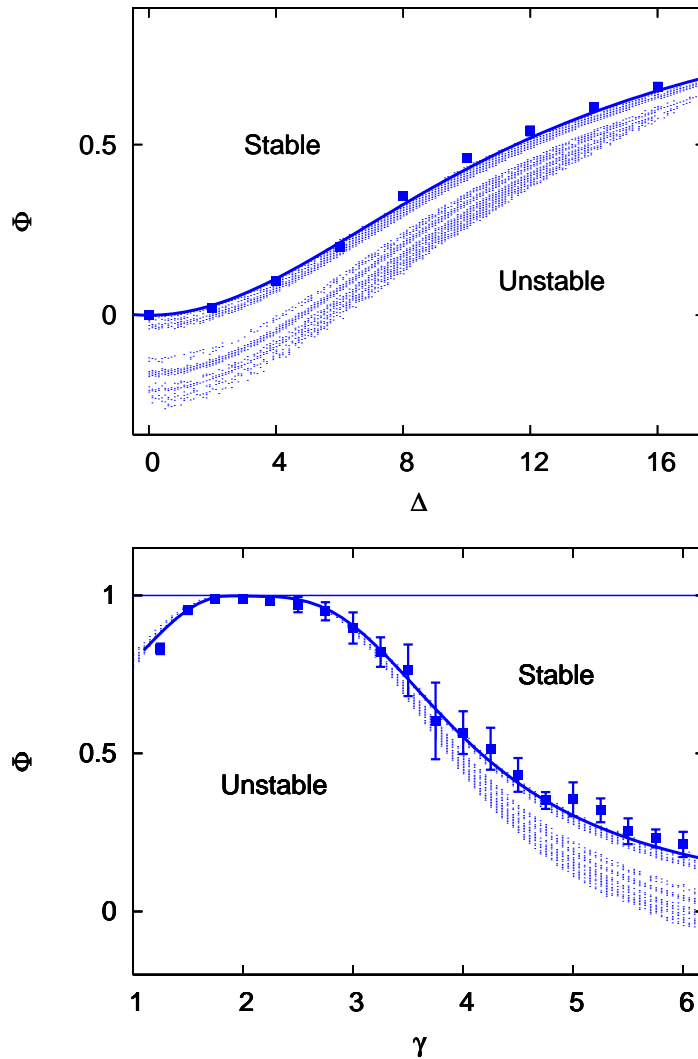 0.5
Stable
Φ
Unstable
0
0 4 8 12 16
Δ
1
Stable
0.5
Φ
Unstable
0
1 2 3 4 5 6
γ